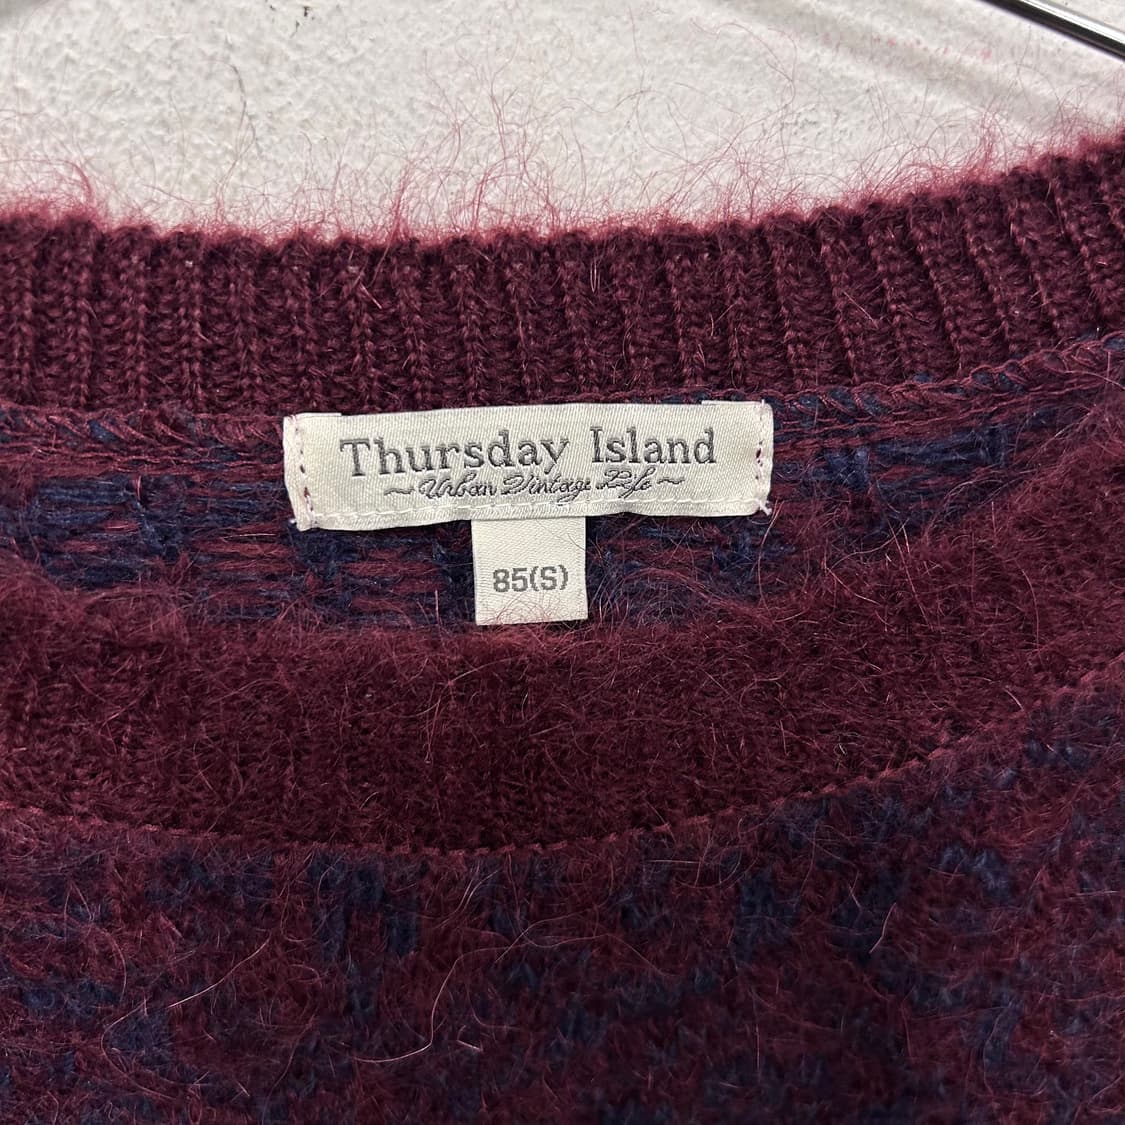 Thursday Island
~Urban Vintage Life~
85(S)